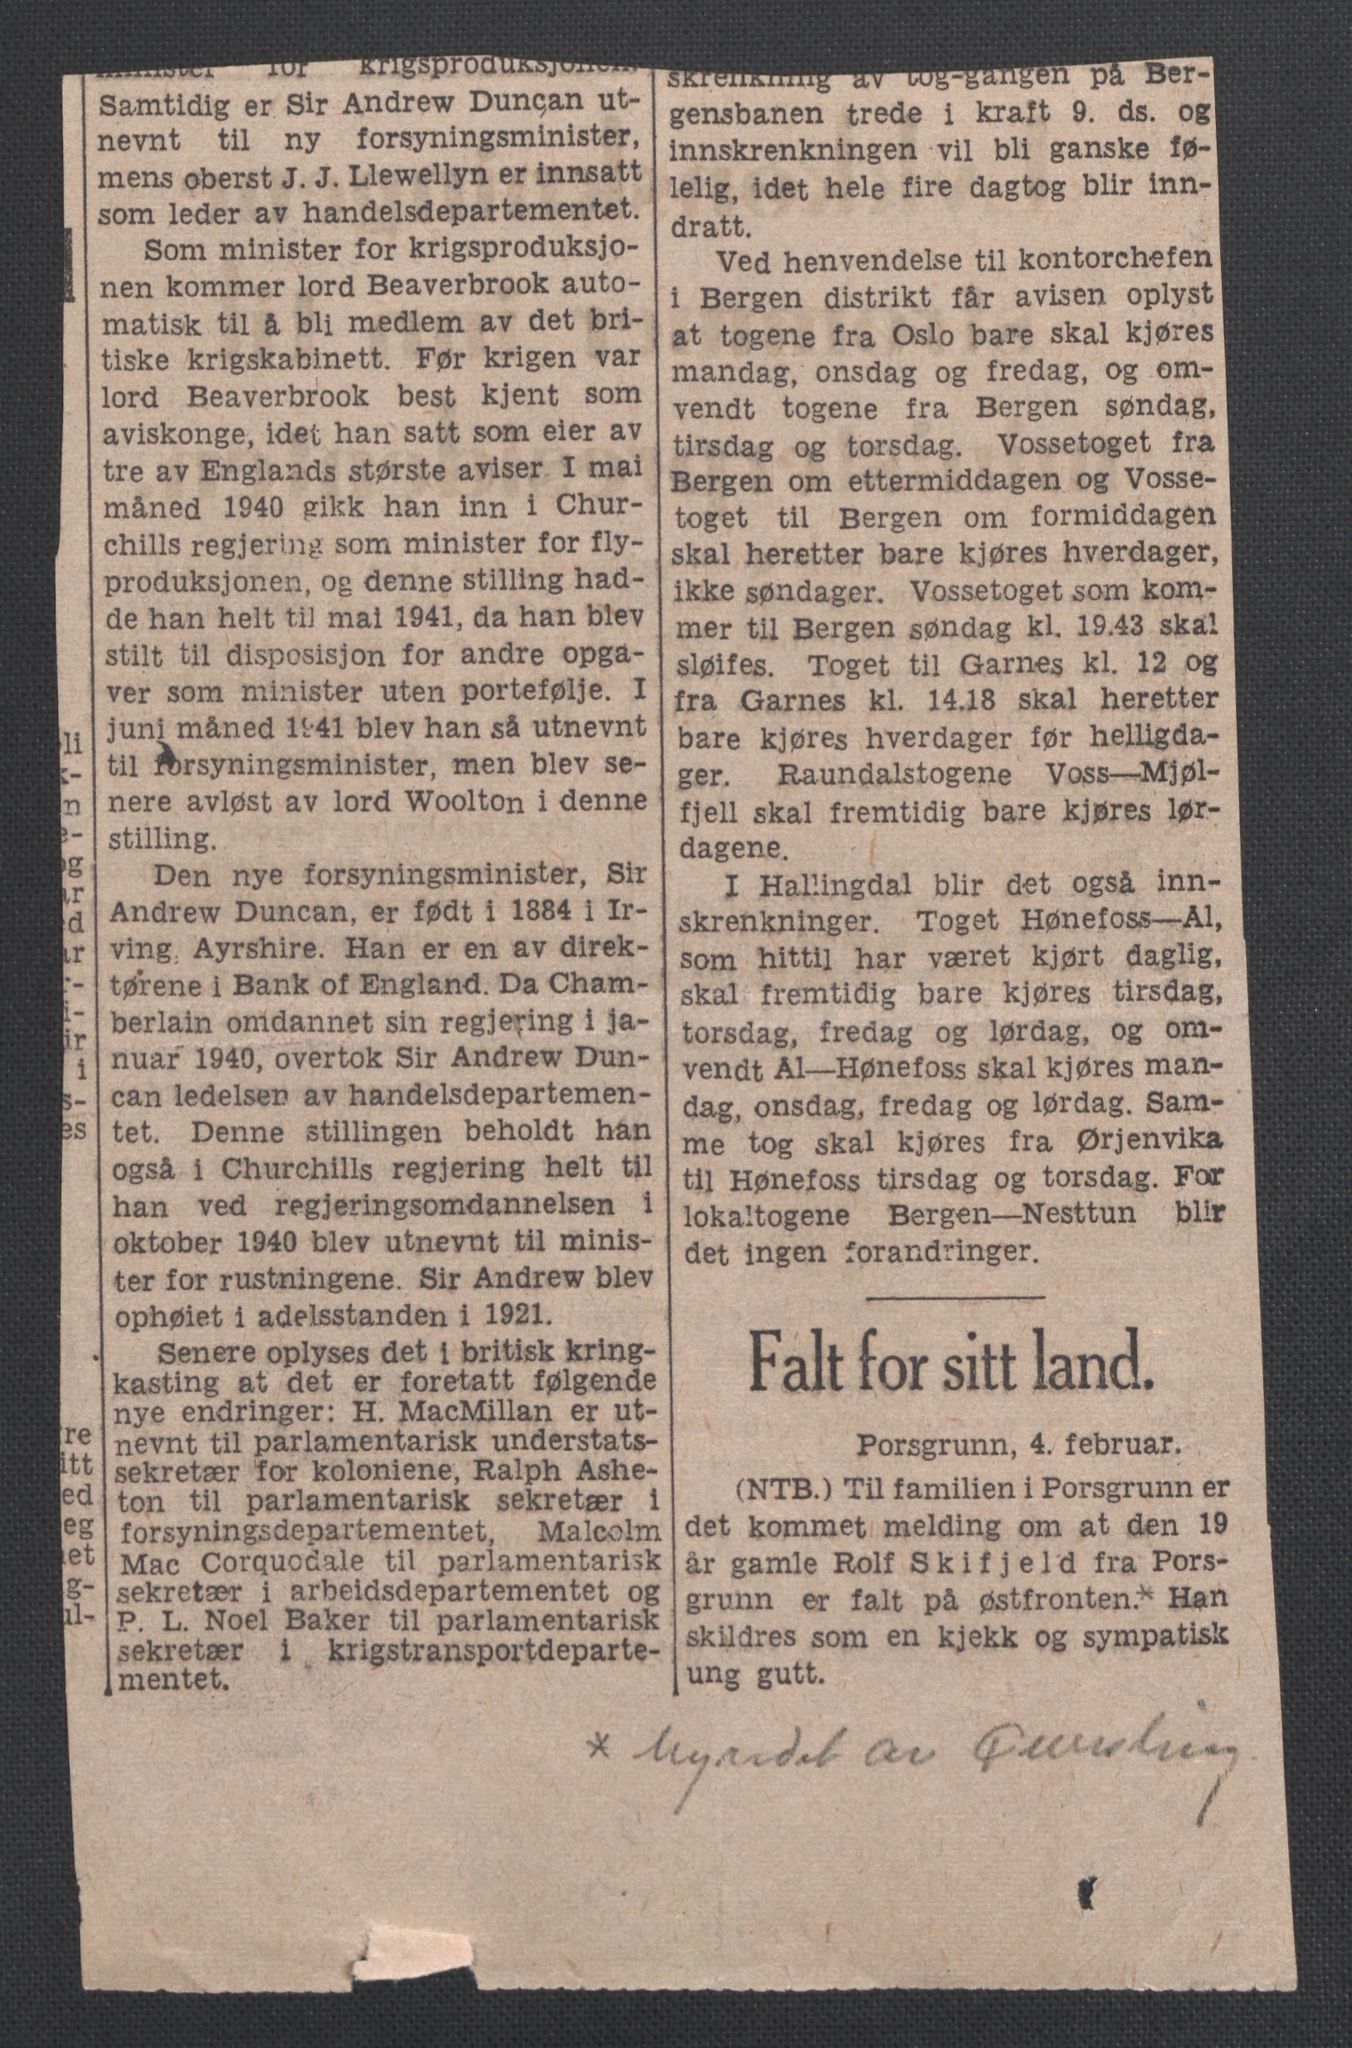 minister for krigsproduksjonen.
Samtidig er Sir Andrew Duncan ut-
nevnt til ny forsyningsminister,
mens oberst J. J. Llewellyn er innsatt
som leder av handelsdepartementet.
Som minister for krigsproduksjo-
nen kommer lord Beaverbrook auto-
matisk til å bli medlem av det bri-
tiske krigskabinett. Før krigen var
lord Beaverbrook best kjent som
aviskonge, idet han satt som eier av
tre av Englands største aviser. I mai
måned 1940 gikk han inn i Chur-
chills regjering som minister for fly-
produksjonen, og denne stilling had-
de han helt til mai 1941, da han blev
stilt til disposisjon for andre opga-
ver som minister uten portefølje. I
juni måned 1941 blev han så utnevnt
til forsyningsminister, men blev se-
nere avløst av lord Woolton i denne
stilling.
Den nye forsyningsminister, Sir
Andrew Duncan, er født i 1884 i Ir-
ving, Ayrshire. Han er en av direk-
tørene i Bank of England. Da Cham-
berlain omdannet sin regjering i ja-
nuar 1940, overtok Sir Andrew Dun-
can ledelsen av handelsdepartemen-
tet. Denne stillingen beholdt han
også i Churchills regjering helt til
han ved regjeringsomdannelsen i
oktober 1940 blev utnevnt til minis-
ter for rustningene. Sir Andrew blev
ophøiet i adelsstanden i 1921.
Senere oplyses det i britisk kring-
kasting at det er foretatt følgende
nye endringer: H. MacMillan er ut-
nevnt til parlamentarisk understats-
sekretær for koloniene, Ralph Ashe-
ton til parlamentarisk sekretær i
forsyningsdepartementet, Malcolm
Mac Corquodale til parlamentarisk
sekretær i arbeidsdepartementet og
P. L. Noel Baker til parlamentarisk
sekretær i krigstransportdeparte-
mentet.
skrenkning av tog-gangen på Ber-
gensbanen trede i kraft 9. ds. og
innskrenkningen vil bli ganske fø-
lelig, idet hele fire dagtog blir inn-
dratt.
Ved henvendelse til kontorchefen
i Bergen distrikt får avisen oplyst
at togene fra Oslo bare skal kjøres
mandag, onsdag og fredag, og om-
vendt togene fra Bergen søndag,
tirsdag og torsdag. Vossetoget fra
Bergen om ettermiddagen og Vosse-
toget til Bergen om formiddagen
skal heretter bare kjøres hverdager,
ikke søndager. Vossetoget som kom-
mer til Bergen søndag kl. 19.43 skal
sløifes. Toget til Garnes kl. 12 og
fra Garnes kl. 14.18 skal heretter
bare kjøres hverdager før helligda-
ger. Raundalstogene Voss—Mjøl-
fjell skal fremtidig bare kjøres lør-
dagene.
I Hallingdal blir det også inn-
skrenkninger. Toget Hønefoss—Al,
som hittil har været kjørt daglig,
skal fremtidig bare kjøres tirsdag,
torsdag, fredag og lørdag, og om-
vendt Ål—Hønefoss skal kjøres man-
dag, onsdag, fredag og lørdag. Sam-
me tog skal kjøres fra Ørjenvika
til Hønefoss tirsdag og torsdag. For
lokaltogene Bergen—Nesttun blir
det ingen forandringer.
Falt for sitt land.
Porsgrunn, 4. februar.
(NTB.) Til familien i Porsgrunn er
det kommet melding om at den 19
år gamle Rolf Skifjeld fra Pors-
grunn er falt på østfronten.* Han
skildres som en kjekk og sympatisk
ung gutt.
* Myrdet av Quisling